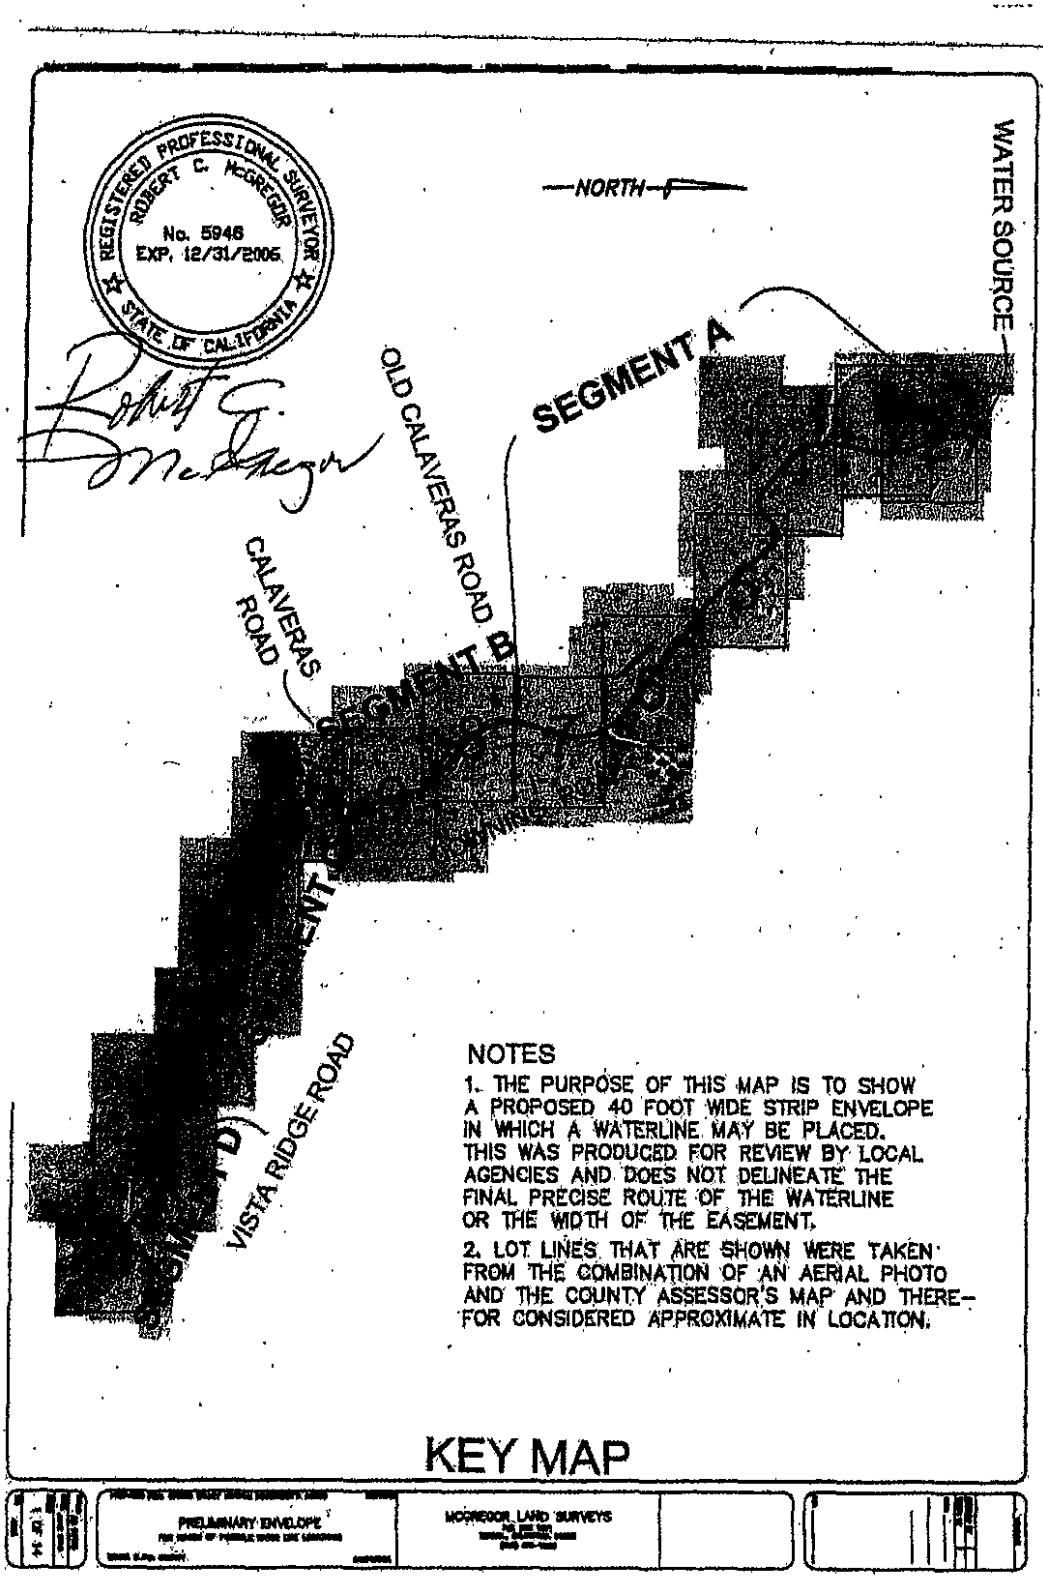 REGISTERED PROFESSIONAL SURVEYOR
ROBERT C. McGREGOR
No. 5946
EXP. 12/31/2006
STATE OF CALIFORNIA
Robert C.
McGregor
NORTH
WATER SOURCE
SEGMENT A
OLD CALAVERAS ROAD
CALAVERAS
ROAD
SEGMENT B
VISTA RIDGE ROAD
NOTES
1. THE PURPOSE OF THIS MAP IS TO SHOW
A PROPOSED 40 FOOT WIDE STRIP ENVELOPE
IN WHICH A WATERLINE MAY BE PLACED.
THIS WAS PRODUCED FOR REVIEW BY LOCAL
AGENCIES AND DOES NOT DELINEATE THE
FINAL PRECISE ROUTE OF THE WATERLINE
OR THE WIDTH OF THE EASEMENT.
2. LOT LINES THAT ARE SHOWN WERE TAKEN
FROM THE COMBINATION OF AN AERIAL PHOTO
AND THE COUNTY ASSESSOR'S MAP AND THERE-
FOR CONSIDERED APPROXIMATE IN LOCATION.
KEY MAP
1 OF 34
PRELIMINARY ENVELOPE
MCGREGOR LAND SURVEYS